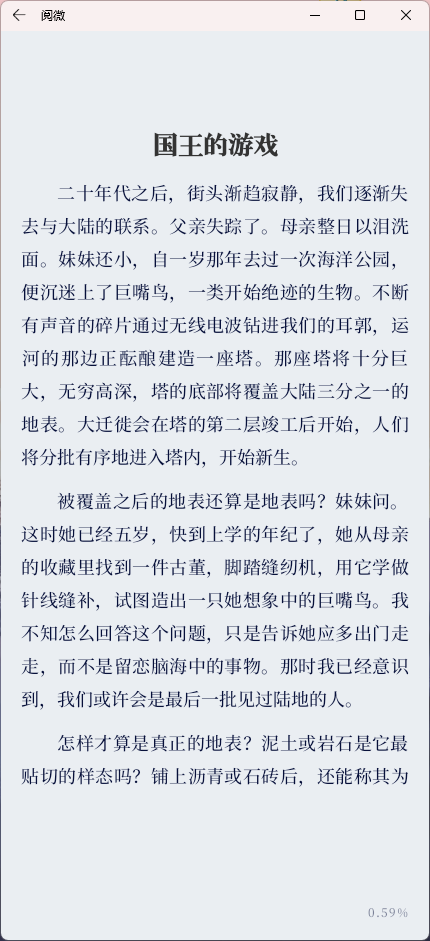 阅微
国王的游戏
二十年代之后，街头渐趋寂静，我们逐渐失
去与大陆的联系。父亲失踪了。母亲整日以泪洗
面。妹妹还小，自一岁那年去过一次海洋公园，
便沉迷上了巨嘴鸟，一类开始绝迹的生物。不断
有声音的碎片通过无线电波钻进我们的耳郭，运
河的那边正酝酿建造一座塔。那座塔将十分巨
大，无穷高深，塔的底部将覆盖大陆三分之一的
地表。大迁徙会在塔的第二层竣工后开始，人们
将分批有序地进入塔内，开始新生。
被覆盖之后的地表还算是地表吗？妹妹问。
这时她已经五岁，快到上学的年纪了，她从母亲
的收藏里找到一件古董，脚踏缝纫机，用它学做
针线缝补，试图造出一只她想象中的巨嘴鸟。我
不知怎么回答这个问题，只是告诉她应多出门走
走，而不是留恋脑海中的事物。那时我已经意识
到，我们或许会是最后一批见过陆地的人。
怎样才算是真正的地表？泥土或岩石是它最
贴切的样态吗？铺上沥青或石砖后，还能称其为
0.59%